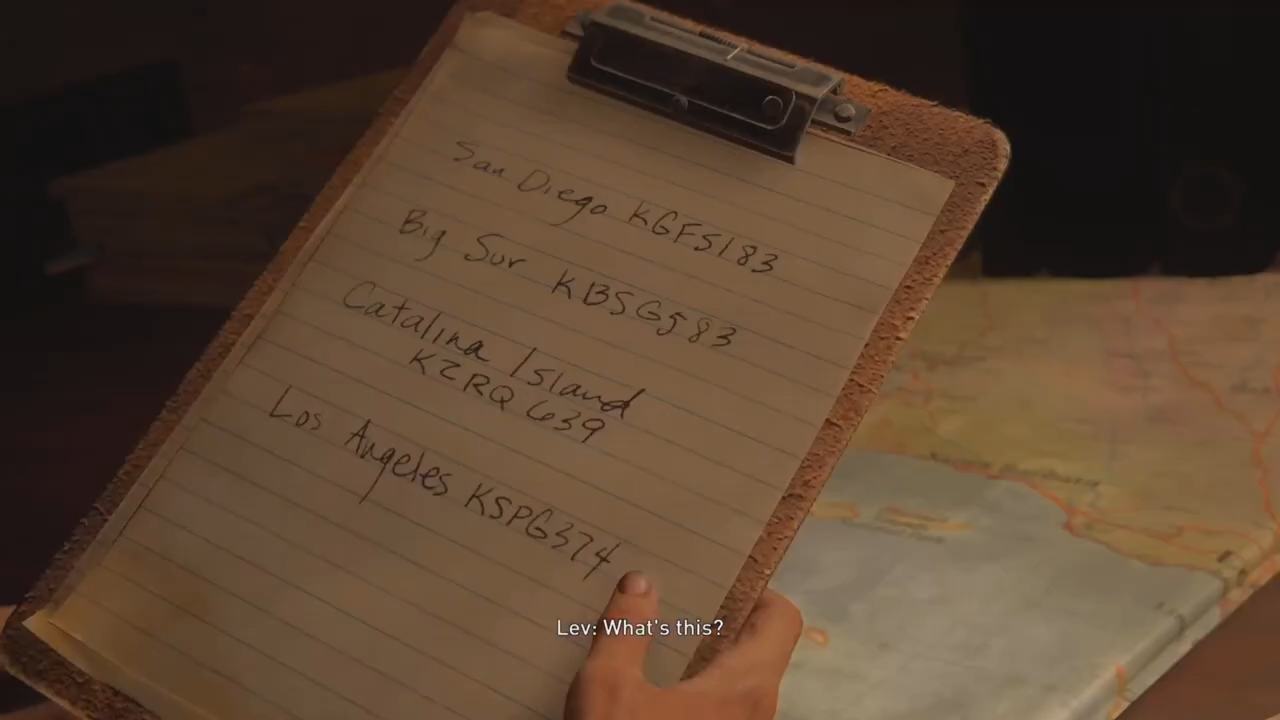 San Diego KGFS183
Big Sur KBSG583
Catalina Island
KZRQ639
Los Angeles KSPG374
Lev: What's this?